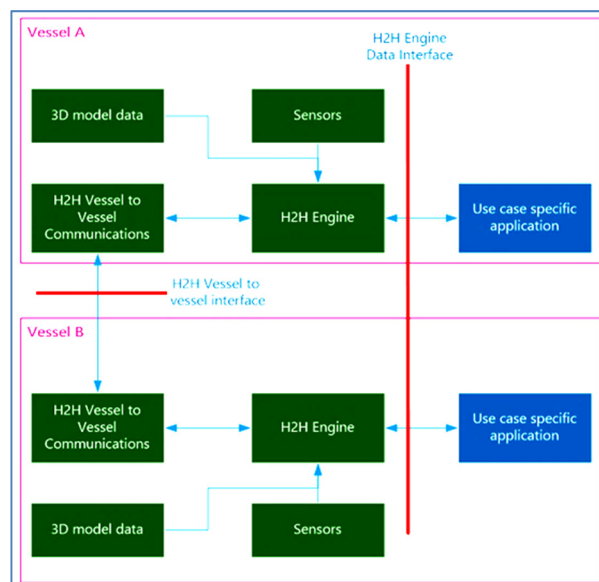 Vessel A
H2H Engine
Data Interface
3D model data
Sensors
H2H Vessel to
Vessel
Communications
H2H Engine
Use case specific
application
H2H Vessel to
vessel interface
Vessel B
H2H Vessel to
Vessel
Communications
H2H Engine
Use case specific
application
3D model data
Sensors